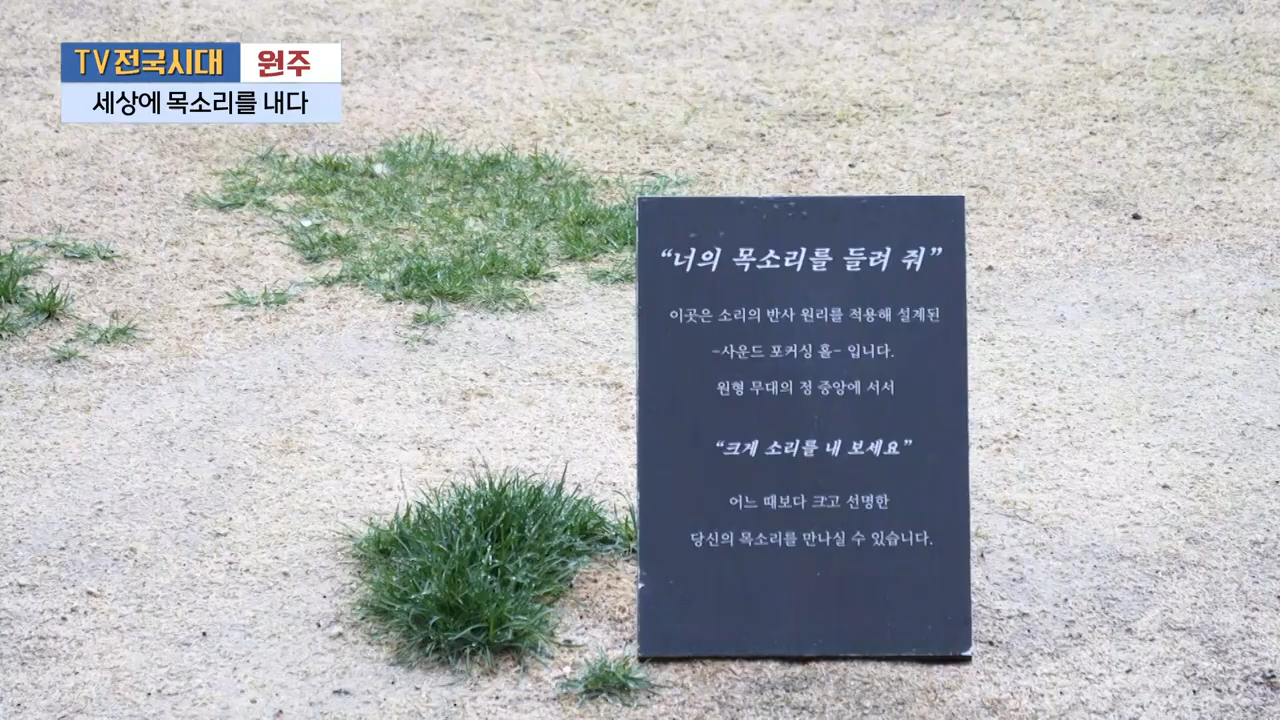 TV전국시대 원주
세상에 목소리를 내다
“너의 목소리를 들려 줘”
이곳은 소리의 반사 원리를 적용해 설계된
-사운드 포커싱 홀- 입니다.
원형 무대의 정 중앙에 서서
“크게 소리를 내 보세요”
어느 때보다 크고 선명한
당신의 목소리를 만나실 수 있습니다.